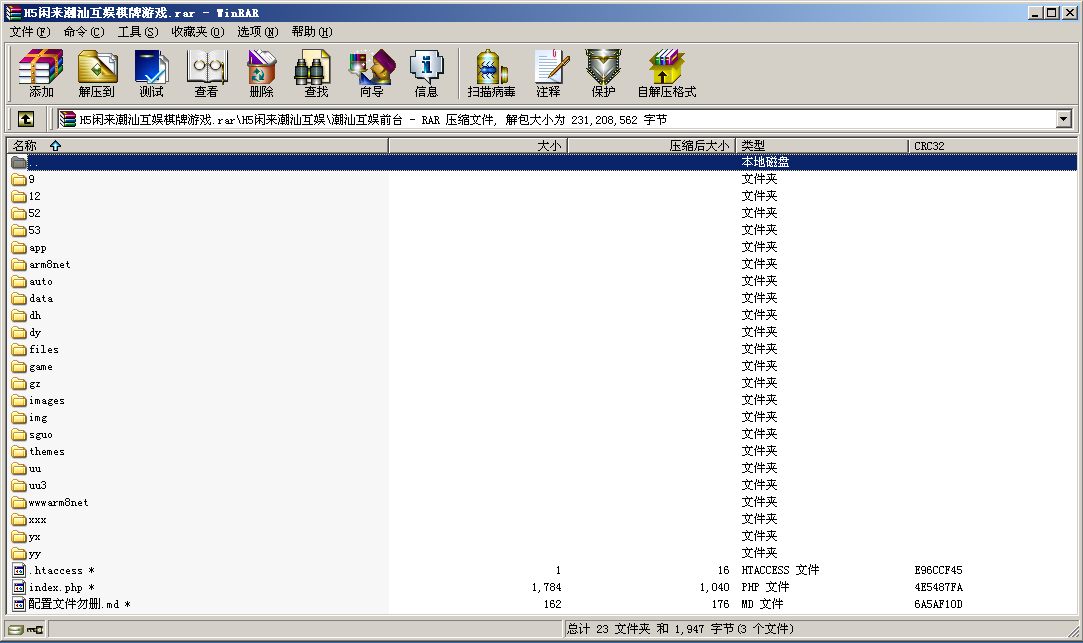 H5闲来潮汕互娱棋牌游戏.rar - WinRAR
文件(F) 命令(C) 工具(S) 收藏夹(O) 选项(N) 帮助(H)
添加 解压到 测试 查看 删除 查找 向导 信息 扫描病毒 注释 保护 自解压格式
H5闲来潮汕互娱棋牌游戏.rar\H5闲来潮汕互娱\潮汕互娱前台 - RAR 压缩文件, 解包大小为 231,208,562 字节
名称 大小 压缩后大小 类型 CRC32
.. 本地磁盘
9 文件夹
12 文件夹
52 文件夹
53 文件夹
app 文件夹
arm8net 文件夹
auto 文件夹
data 文件夹
dh 文件夹
dy 文件夹
files 文件夹
game 文件夹
gz 文件夹
images 文件夹
img 文件夹
sguo 文件夹
themes 文件夹
uu 文件夹
uu3 文件夹
wwwarm8net 文件夹
xxx 文件夹
yx 文件夹
yy 文件夹
.htaccess * 1 16 HTACCESS 文件 E96CCF45
index.php * 1,784 1,040 PHP 文件 4E5487FA
配置文件勿删.md * 162 176 MD 文件 6A5AF10D
总计 23 文件夹 和 1,947 字节(3 个文件)